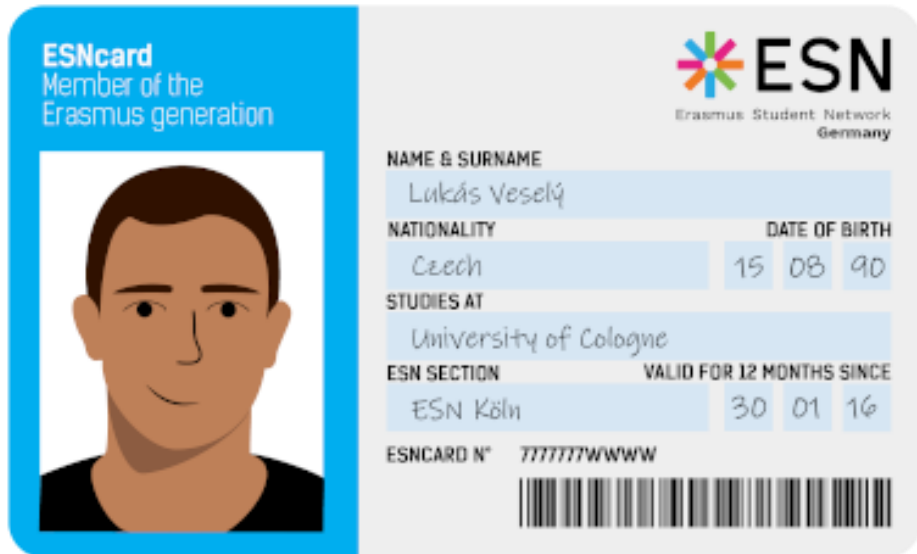 ESNcard
Member of the
Erasmus generation
ESN
Erasmus Student Network
Germany
NAME & SURNAME
Lukás Veselý
NATIONALITY DATE OF BIRTH
Czech 15 08 90
STUDIES AT
University of Cologne
ESN SECTION VALID FOR 12 MONTHS SINCE
ESN Köln 30 01 16
ESNCARD N° 7777777WWWW